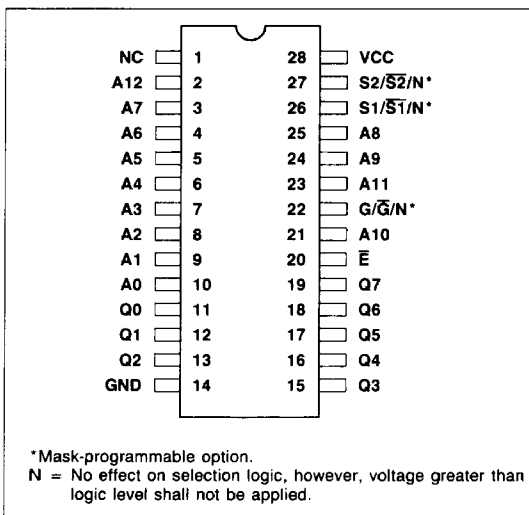 NC 1 28 VCC
A12 2 27 S2/S̅2̅/N*
A7 3 26 S1/S̅1̅/N*
A6 4 25 A8
A5 5 24 A9
A4 6 23 A11
A3 7 22 G/G̅/N*
A2 8 21 A10
A1 9 20 E̅
A0 10 19 Q7
Q0 11 18 Q6
Q1 12 17 Q5
Q2 13 16 Q4
GND 14 15 Q3
*Mask-programmable option.
N = No effect on selection logic, however, voltage greater than
logic level shall not be applied.